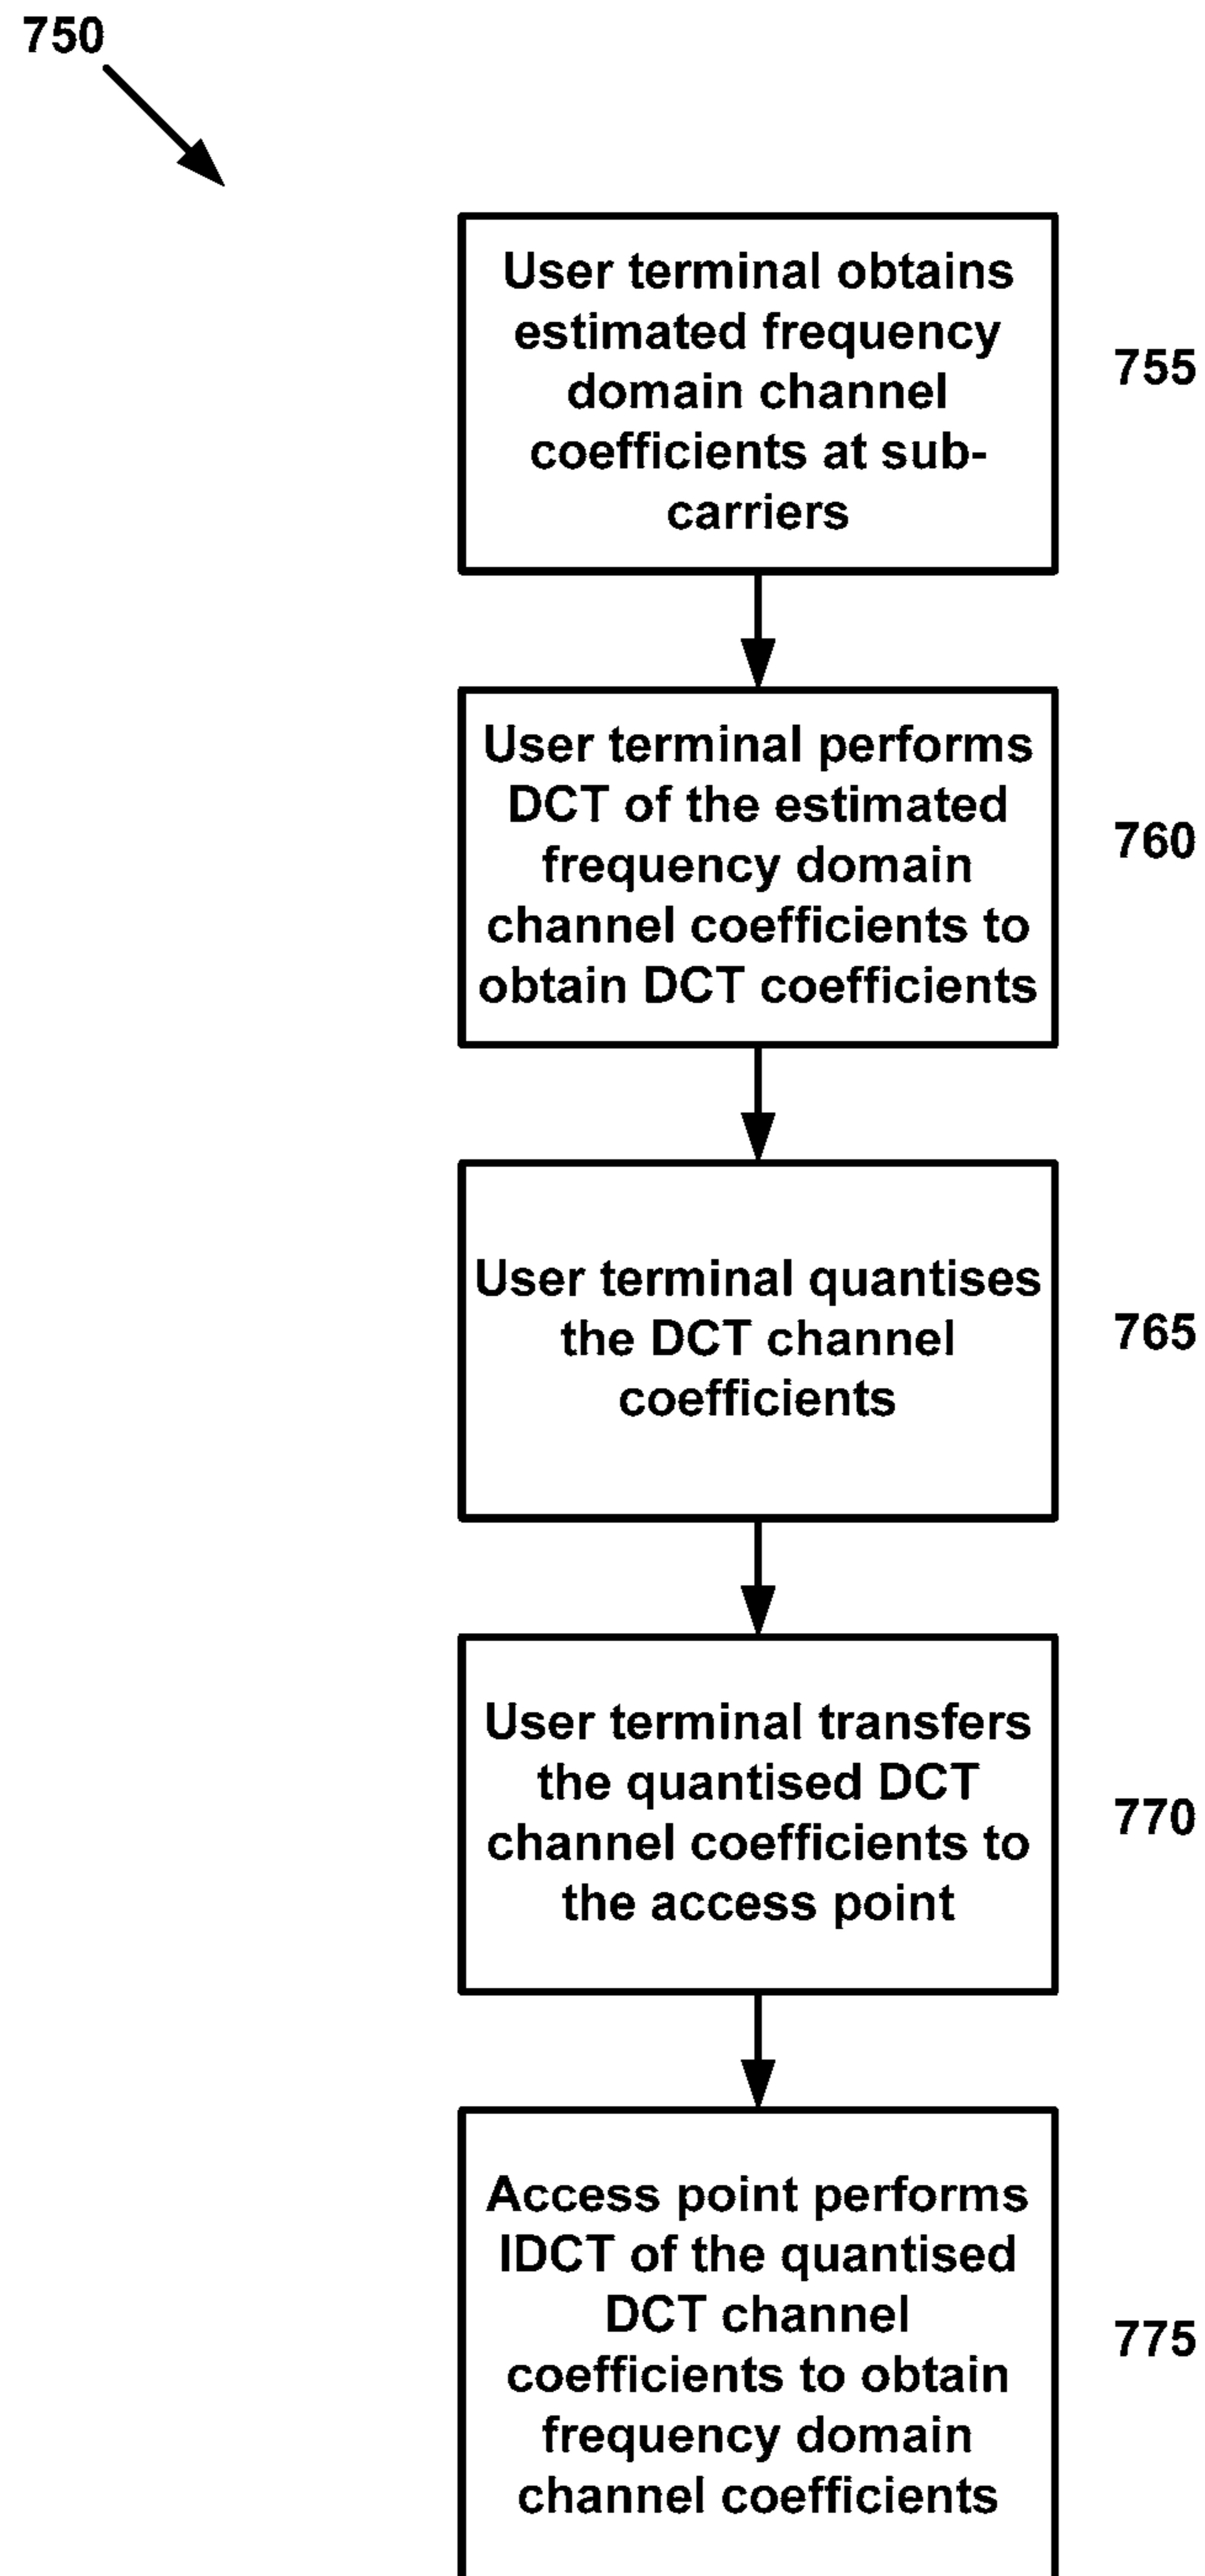 750
User terminal obtains
estimated frequency
domain channel
coefficients at sub-
carriers
755
User terminal performs
DCT of the estimated
frequency domain
channel coefficients to
obtain DCT coefficients
760
User terminal quantises
the DCT channel
coefficients
765
User terminal transfers
the quantised DCT
channel coefficients to
the access point
770
Access point performs
IDCT of the quantised
DCT channel
coefficients to obtain
frequency domain
channel coefficients
775